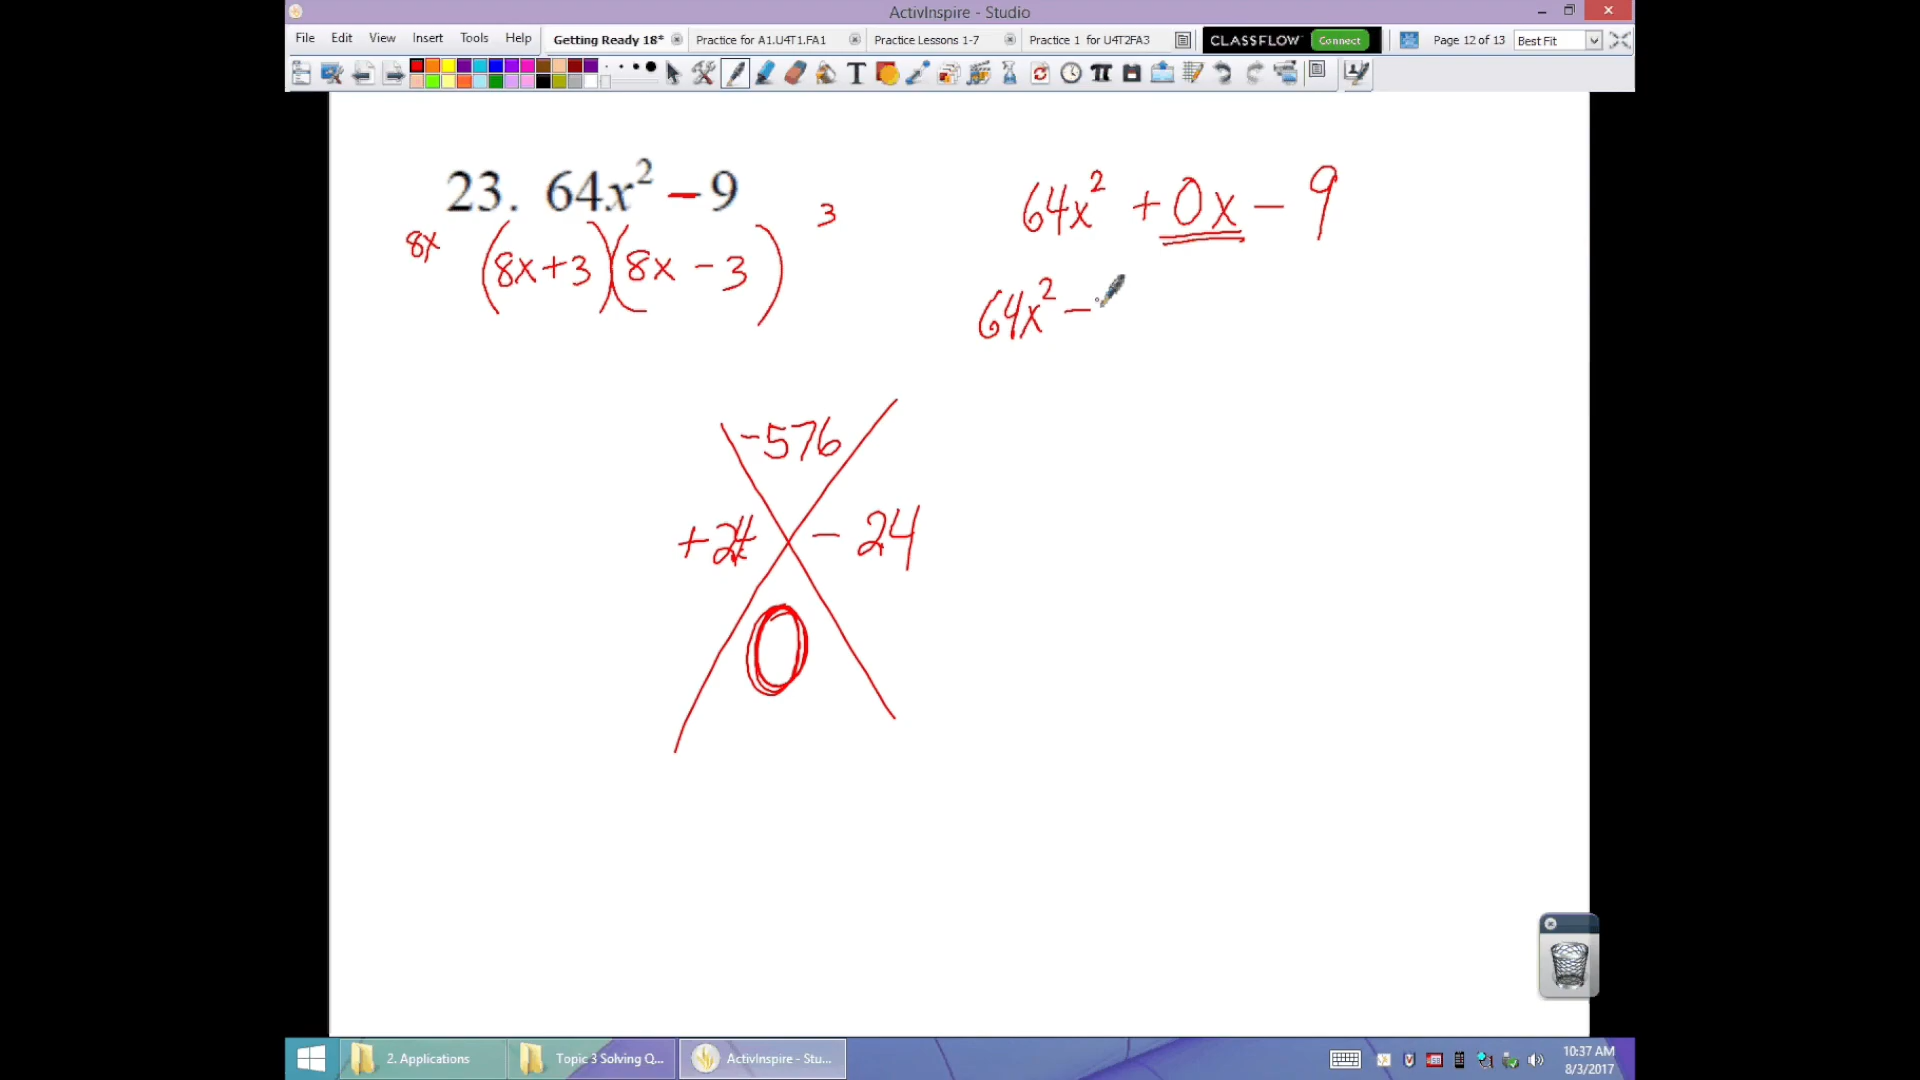 ActivInspire - Studio
File Edit View Insert Tools Help Getting Ready 18* Practice for A1.U4T1.FA1 Practice Lessons 1-7 Practice 1 for U4T2FA3 CLASSFLOW Connect Page 12 of 13 Best Fit
23. 64x² - 9
8x (8x+3)(8x - 3) 3
64x² + 0x - 9
64x² -
-576
+24 - 24
0
2. Applications Topic 3 Solving Q... ActivInspire - Stu... 10:37 AM
8/3/2017